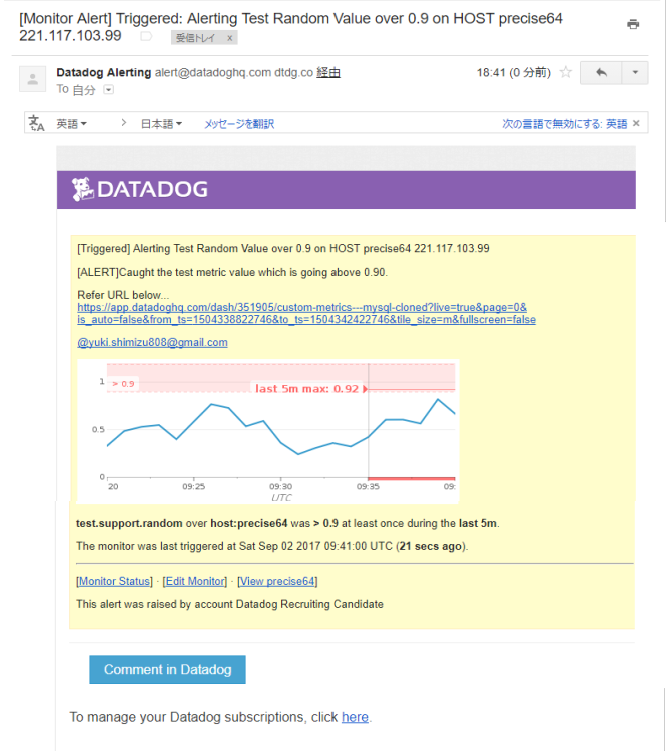 [Monitor Alert] Triggered: Alerting Test Random Value over 0.9 on HOST precise64
221.117.103.99 受信トレイ x
Datadog Alerting alert@datadoghq.com dtdg.co 経由 18:41 (0 分前)
To 自分
英語 > 日本語 メッセージを翻訳 次の言語で無効にする: 英語 ×
DATADOG
[Triggered] Alerting Test Random Value over 0.9 on HOST precise64 221.117.103.99
[ALERT]Caught the test metric value which is going above 0.90.
Refer URL below...
https://app.datadoghq.com/dash/351905/custom-metrics---mysql-cloned?live=true&page=0&
is_auto=false&from_ts=1504338822746&to_ts=1504342422746&tile_size=m&fullscreen=false
@yuki.shimizu808@gmail.com
1 > 0.9 last 5m max: 0.92
0.5
0
20 09:25 09:30 09:35 09:
UTC
test.support.random over host:precise64 was > 0.9 at least once during the last 5m.
The monitor was last triggered at Sat Sep 02 2017 09:41:00 UTC (21 secs ago).
[Monitor Status] · [Edit Monitor] · [View precise64]
This alert was raised by account Datadog Recruiting Candidate
Comment in Datadog
To manage your Datadog subscriptions, click here.